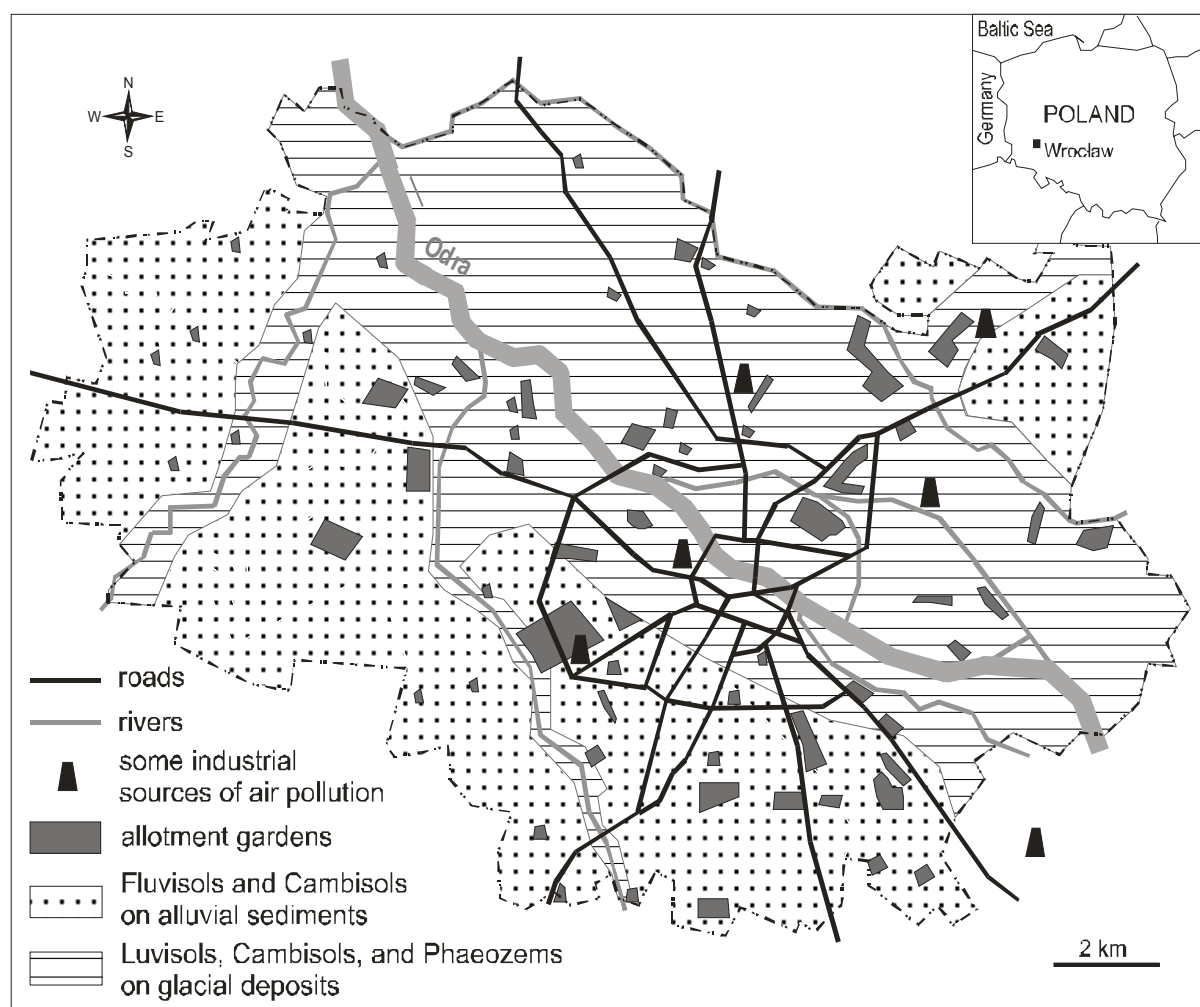 Baltic Sea
Germany
POLAND
Wrocław
N
W E
S
Odra
roads
rivers
some industrial
sources of air pollution
allotment gardens
Fluvisols and Cambisols
on alluvial sediments
Luvisols, Cambisols, and Phaeozems
on glacial deposits
2 km